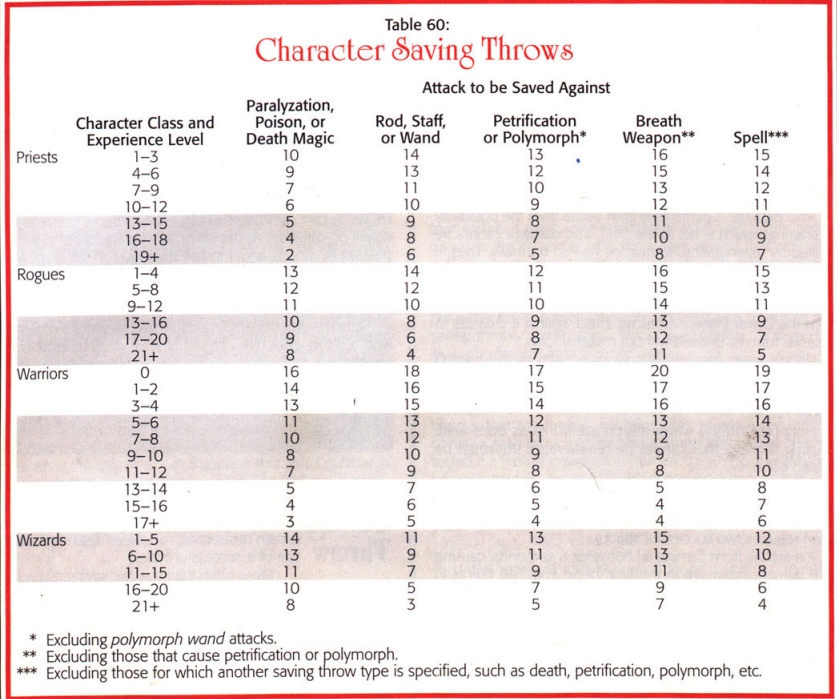 Table 60:
Character Saving Throws
Attack to be Saved Against
Character Class and Experience Level Paralyzation, Poison, or Death Magic Rod, Staff, or Wand Petrification or Polymorph* Breath Weapon** Spell***
Priests 1–3 10 14 13 16 15
4–6 9 13 12 15 14
7–9 7 11 10 13 12
10–12 6 10 9 12 11
13–15 5 9 8 11 10
16–18 4 8 7 10 9
19+ 2 6 5 8 7
Rogues 1–4 13 14 12 16 15
5–8 12 12 11 15 13
9–12 11 10 10 14 11
13–16 10 8 9 13 9
17–20 9 6 8 12 7
21+ 8 4 7 11 5
Warriors 0 16 18 17 20 19
1–2 14 16 15 17 17
3–4 13 15 14 16 16
5–6 11 13 12 13 14
7–8 10 12 11 12 13
9–10 8 10 9 9 11
11–12 7 9 8 8 10
13–14 5 7 6 5 8
15–16 4 6 5 4 7
17+ 3 5 4 4 6
Wizards 1–5 14 11 13 15 12
6–10 13 9 11 13 10
11–15 11 7 9 11 8
16–20 10 5 7 9 6
21+ 8 3 5 7 4
* Excluding polymorph wand attacks.
** Excluding those that cause petrification or polymorph.
*** Excluding those for which another saving throw type is specified, such as death, petrification, polymorph, etc.